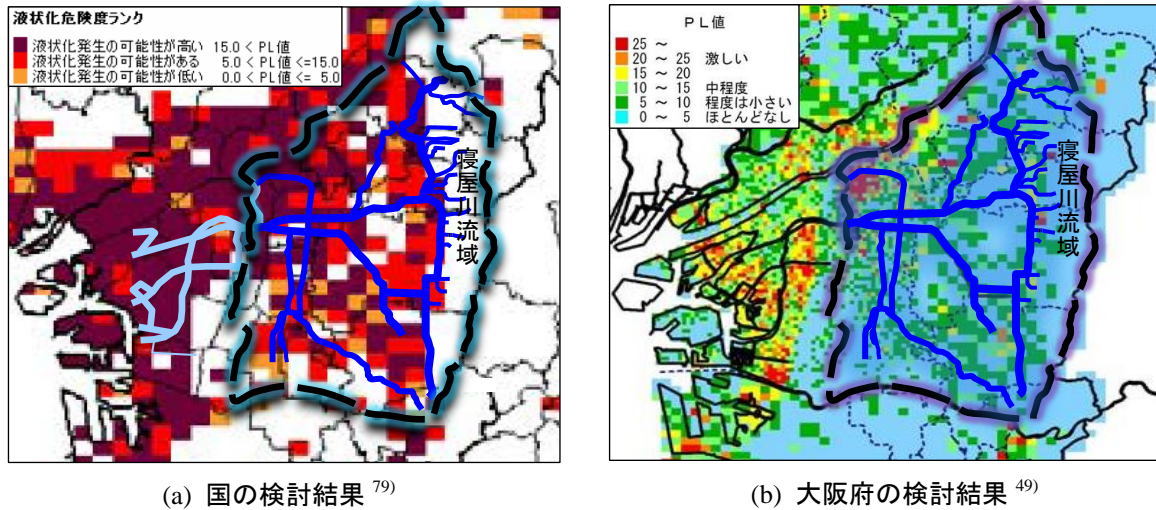 液状化危険度ランク
液状化発生の可能性が高い 15.0 < PL値
液状化発生の可能性がある 5.0 < PL値 <=15.0
液状化発生の可能性が低い 0.0 < PL値 <= 5.0
寝屋川流域
PL値
25 ~
20 ~ 25 激しい
15 ~ 20
10 ~ 15 中程度
5 ~ 10 程度は小さい
0 ~ 5 ほとんどなし
寝屋川流域
(a) 国の検討結果 79)
(b) 大阪府の検討結果 49)